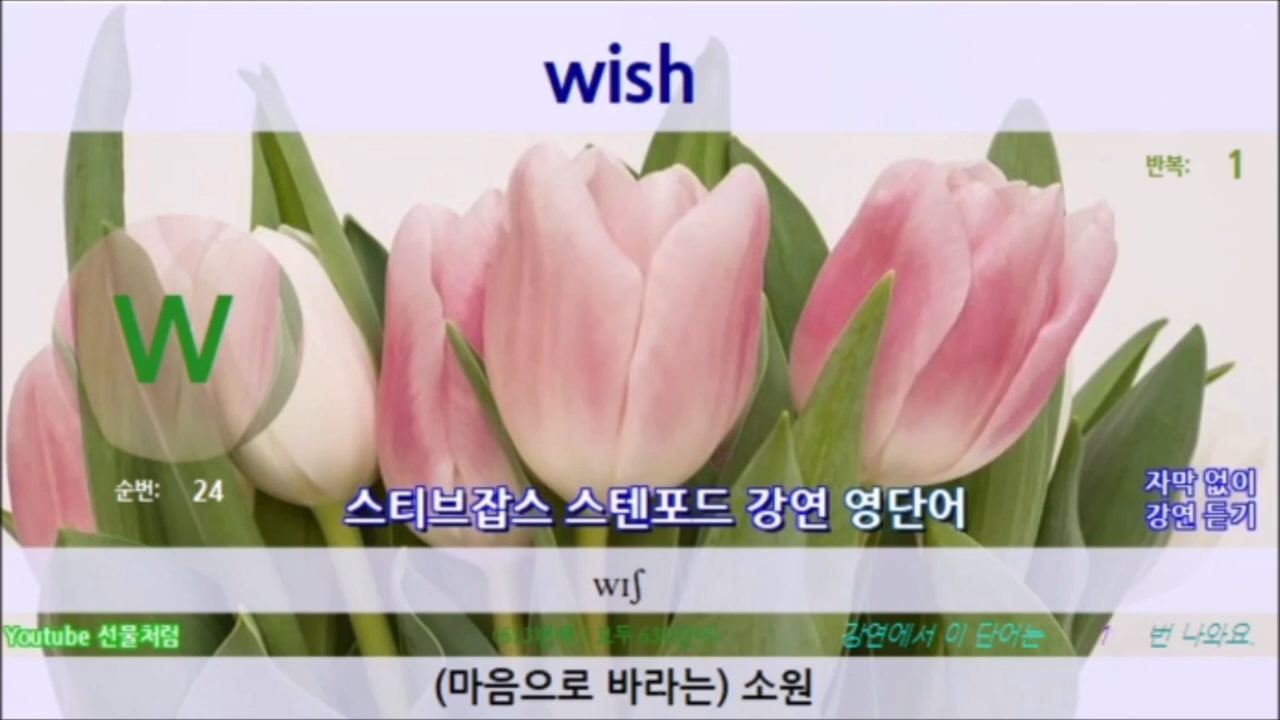 wish
반복: 1
w
순번: 24
스티브잡스 스텐포드 강연 영단어
자막 없이
강연 듣기
wɪʃ
Youtube 선물처럼
강연에서 이 단어는 7 번 나와요.
(마음으로 바라는) 소원